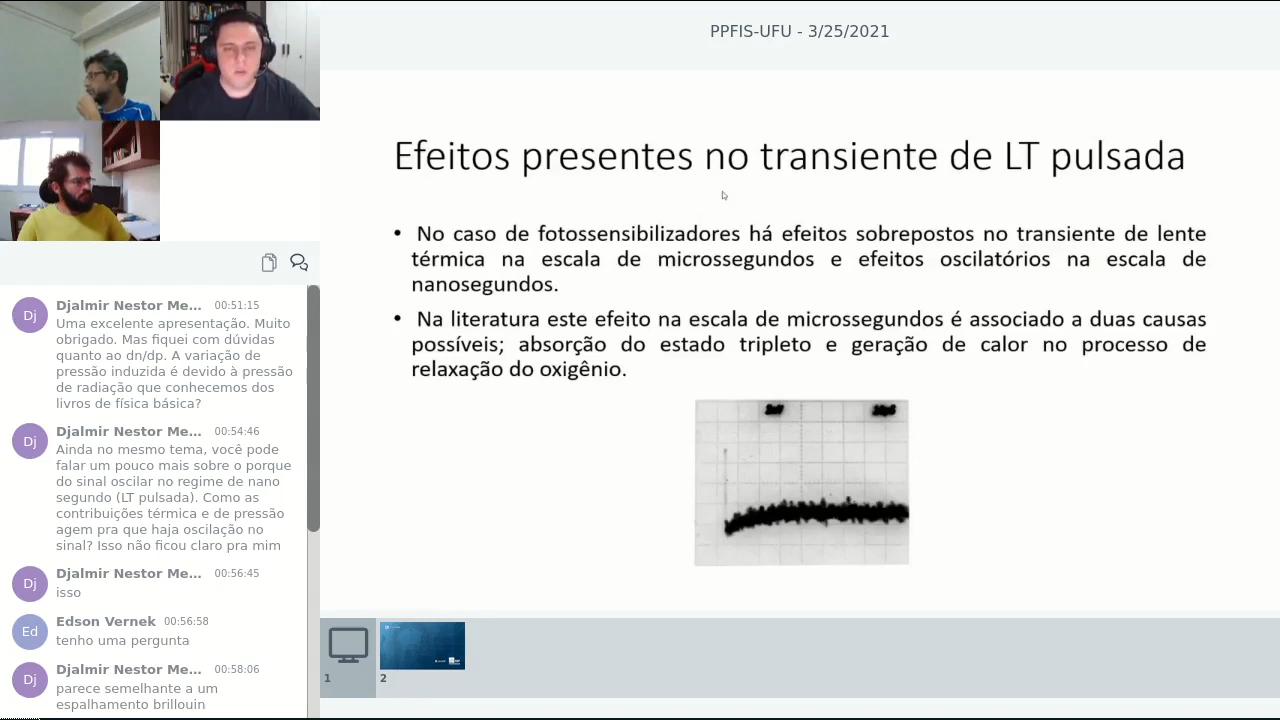 PPFIS-UFU - 3/25/2021
Efeitos presentes no transiente de LT pulsada
• No caso de fotossensibilizadores há efeitos sobrepostos no transiente de lente
térmica na escala de microssegundos e efeitos oscilatórios na escala de
nanosegundos.
• Na literatura este efeito na escala de microssegundos é associado a duas causas
possíveis; absorção do estado tripleto e geração de calor no processo de
relaxação do oxigênio.
Dj
Djalmir Nestor Me... 00:51:15
Uma excelente apresentação. Muito
obrigado. Mas fiquei com dúvidas
quanto ao dn/dp. A variação de
pressão induzida é devido à pressão
de radiação que conhecemos dos
livros de física básica?
Dj
Djalmir Nestor Me... 00:54:46
Ainda no mesmo tema, você pode
falar um pouco mais sobre o porque
do sinal oscilar no regime de nano
segundo (LT pulsada). Como as
contribuições térmica e de pressão
agem pra que haja oscilação no
sinal? Isso não ficou claro pra mim
Dj
Djalmir Nestor Me... 00:56:45
isso
Ed
Edson Vernek 00:56:58
tenho uma pergunta
Dj
Djalmir Nestor Me... 00:58:06
parece semelhante a um
espalhamento brillouin
1
2